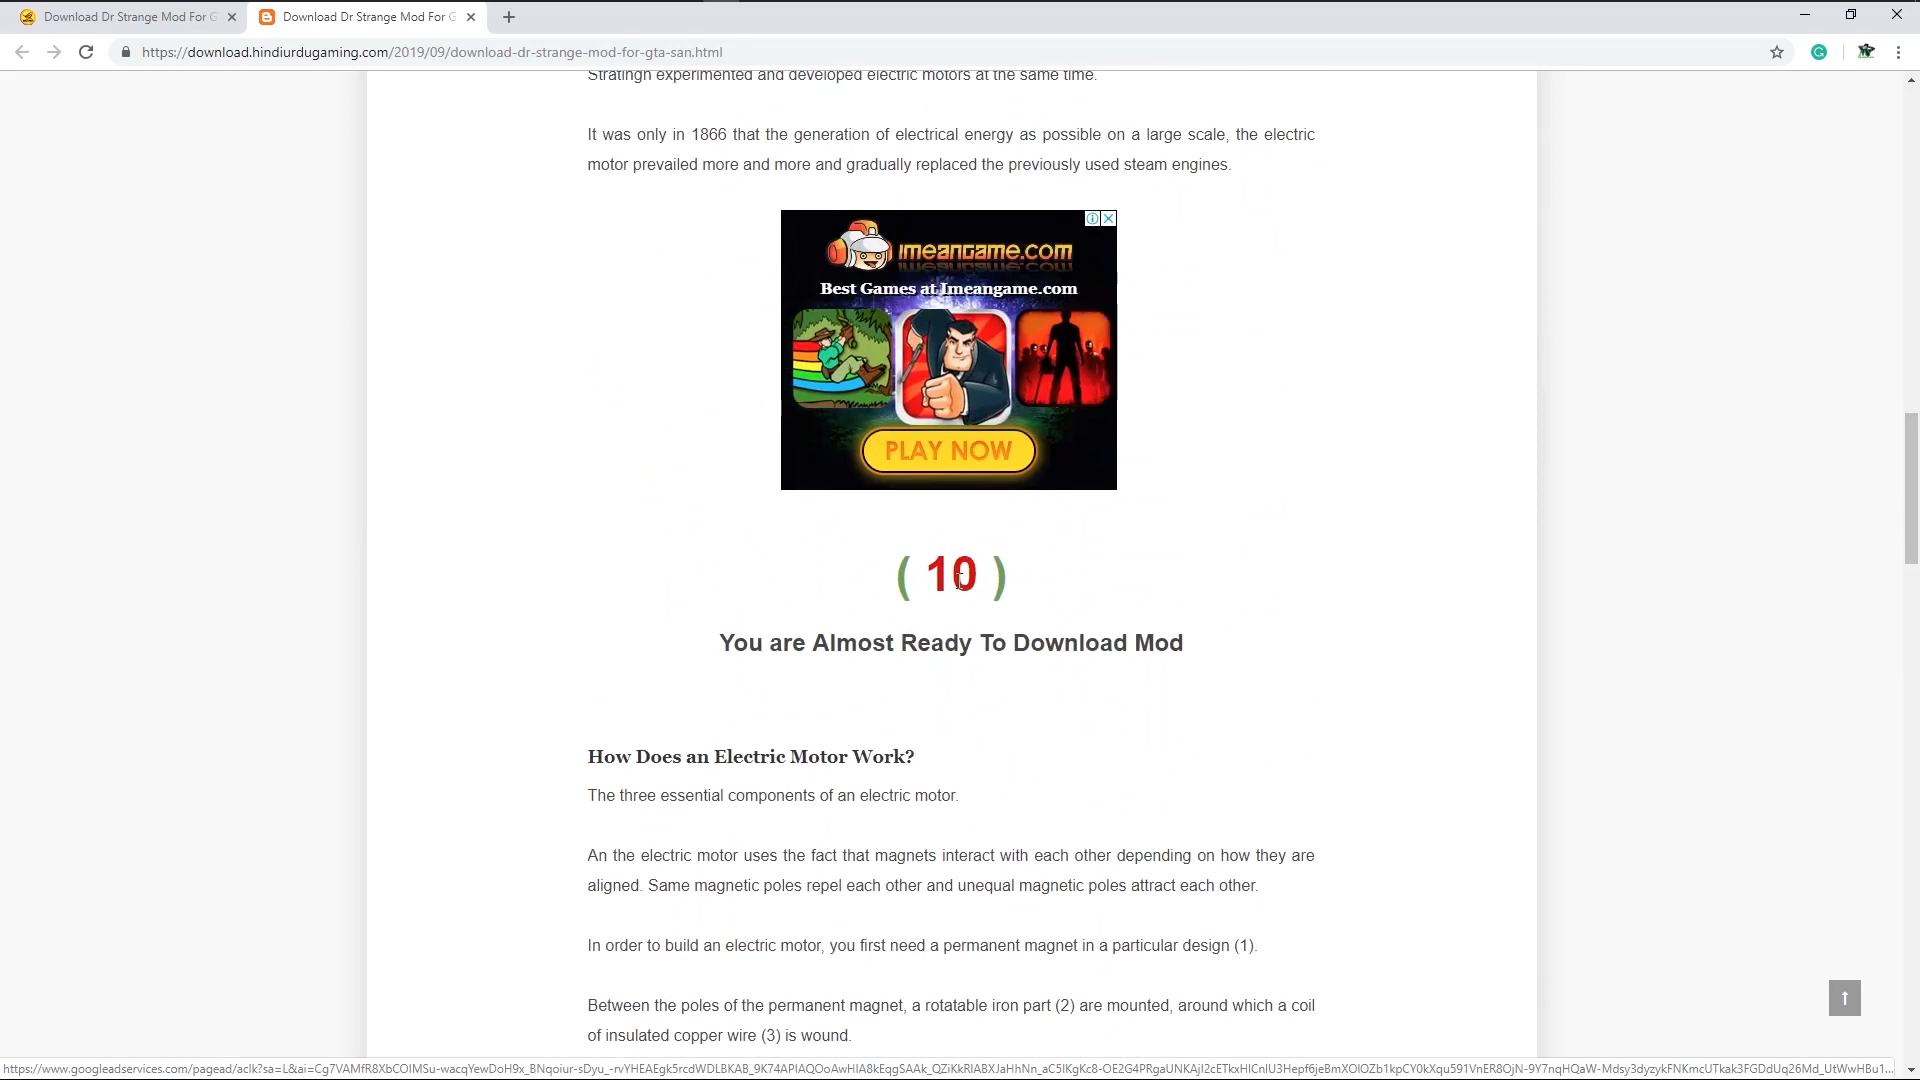 Download Dr Strange Mod For G
Download Dr Strange Mod For G
https://download.hindiurdugaming.com/2019/09/download-dr-strange-mod-for-gta-san.html
Stratingh experimented and developed electric motors at the same time.
It was only in 1866 that the generation of electrical energy as possible on a large scale, the electric
motor prevailed more and more and gradually replaced the previously used steam engines.
imeangame.com
Best Games at Imeangame.com
PLAY NOW
( 10 )
You are Almost Ready To Download Mod
How Does an Electric Motor Work?
The three essential components of an electric motor.
An the electric motor uses the fact that magnets interact with each other depending on how they are
aligned. Same magnetic poles repel each other and unequal magnetic poles attract each other.
In order to build an electric motor, you first need a permanent magnet in a particular design (1).
Between the poles of the permanent magnet, a rotatable iron part (2) are mounted, around which a coil
of insulated copper wire (3) is wound.